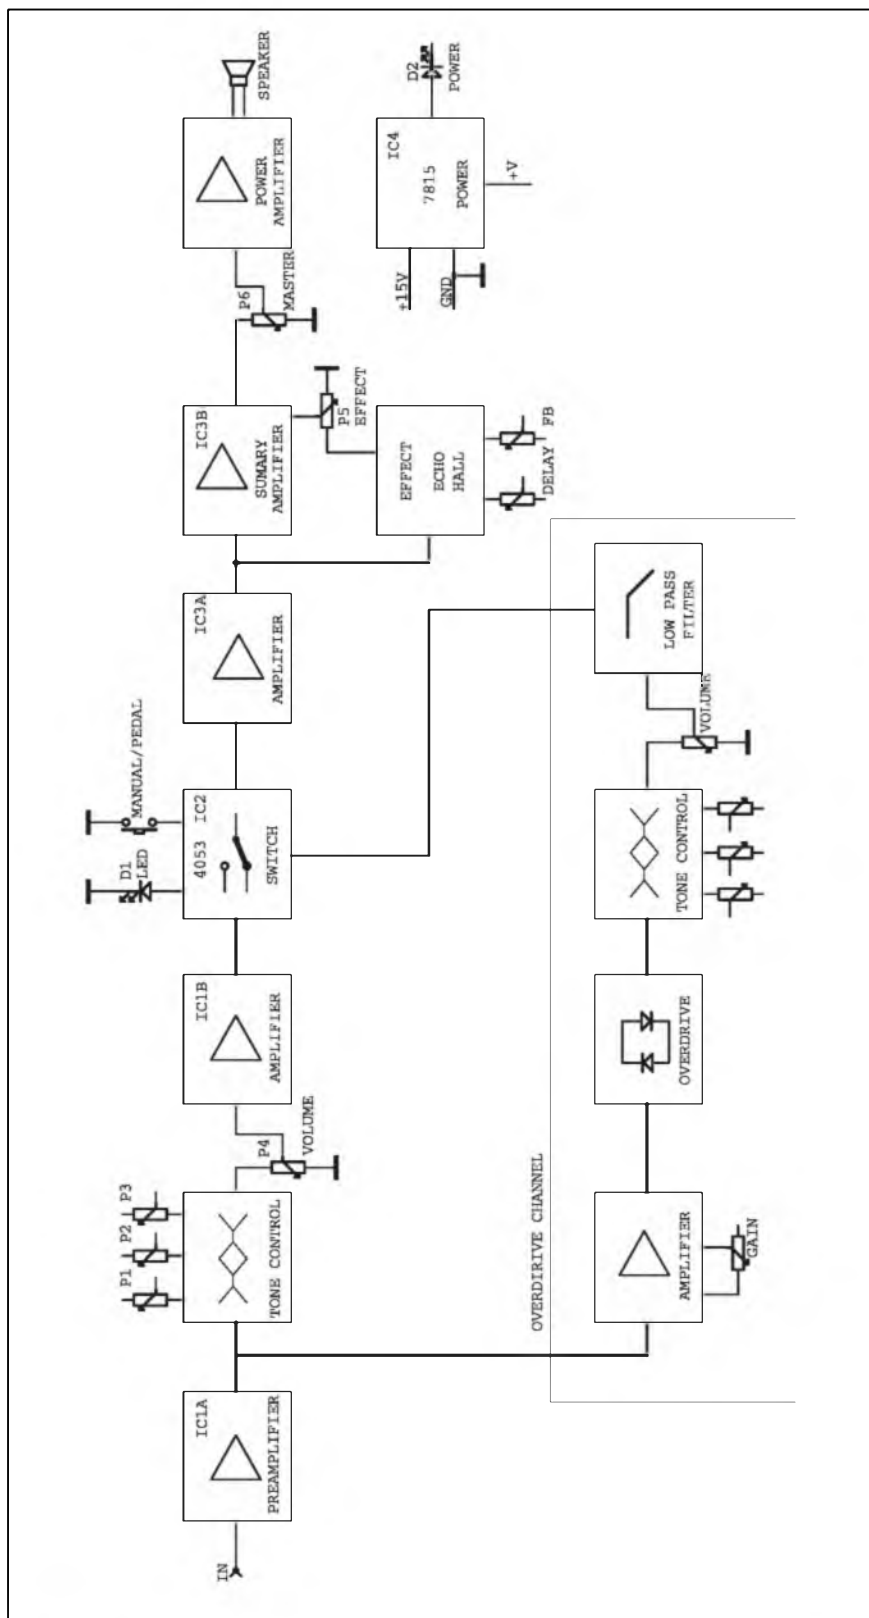 IN
IC1A
PREAMPLIFIER
P1
P2
P3
TONE CONTROL
P4
VOLUME
IC1B
AMPLIFIER
D1
LED
MANUAL/PEDAL
4053
IC2
SWITCH
IC3A
AMPLIFIER
IC3B
SUMARY
AMPLIFIER
P5
EFFECT
EFFECT
ECHO
HALL
DELAY
FB
P6
MASTER
POWER
AMPLIFIER
SPEAKER
+15V
GND
IC4
7815
POWER
+V
D2
POWER
OVERDIRIVE CHANNEL
AMPLIFIER
GAIN
OVERDRIVE
TONE CONTROL
VOLUME
LOW PASS
FILTER